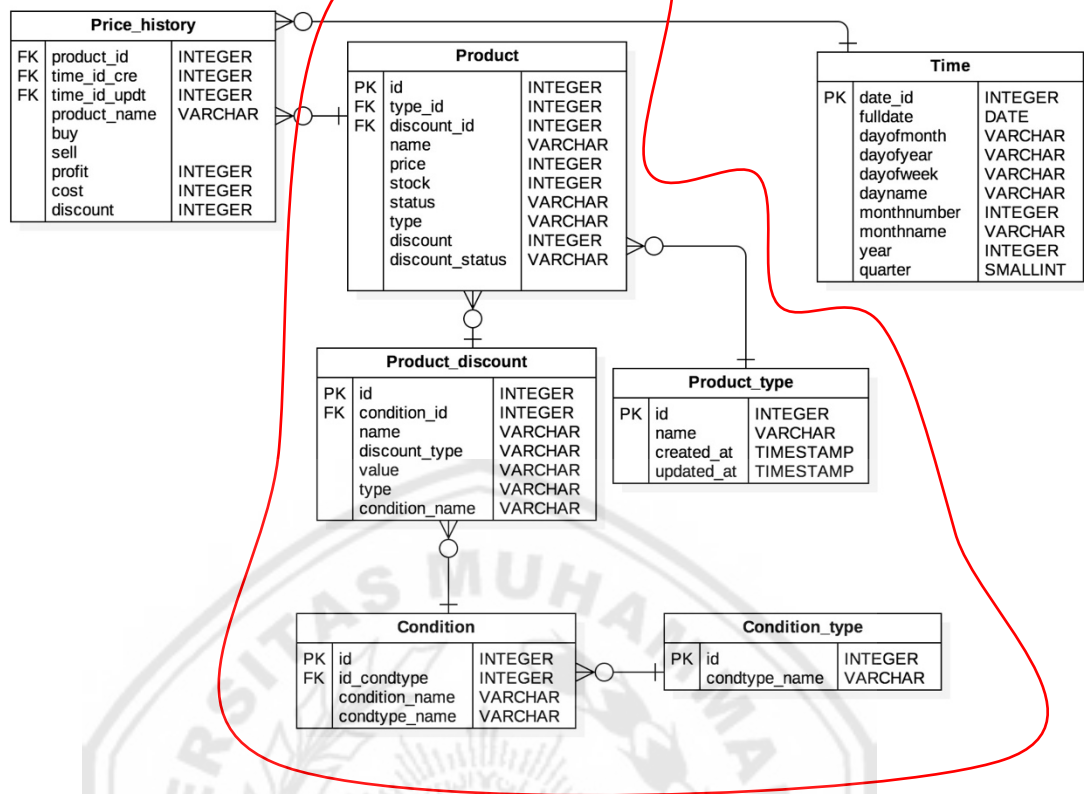 Price_history
FK product_id INTEGER
FK time_id_cre INTEGER
FK time_id_updt INTEGER
product_name VARCHAR
buy
sell
profit INTEGER
cost INTEGER
discount INTEGER
Product
PK id INTEGER
FK type_id INTEGER
FK discount_id INTEGER
name VARCHAR
price INTEGER
stock INTEGER
status VARCHAR
type VARCHAR
discount INTEGER
discount_status VARCHAR
Time
PK date_id INTEGER
fulldate DATE
dayofmonth VARCHAR
dayofyear VARCHAR
dayofweek VARCHAR
dayname VARCHAR
monthnumber INTEGER
monthname VARCHAR
year INTEGER
quarter SMALLINT
Product_discount
PK id INTEGER
FK condition_id INTEGER
name VARCHAR
discount_type VARCHAR
value VARCHAR
type VARCHAR
condition_name VARCHAR
Product_type
PK id INTEGER
name VARCHAR
created_at TIMESTAMP
updated_at TIMESTAMP
Condition
PK id INTEGER
FK id_condtype INTEGER
condition_name VARCHAR
condtype_name VARCHAR
Condition_type
PK id INTEGER
condtype_name VARCHAR
ERSITAS MUHAMMA